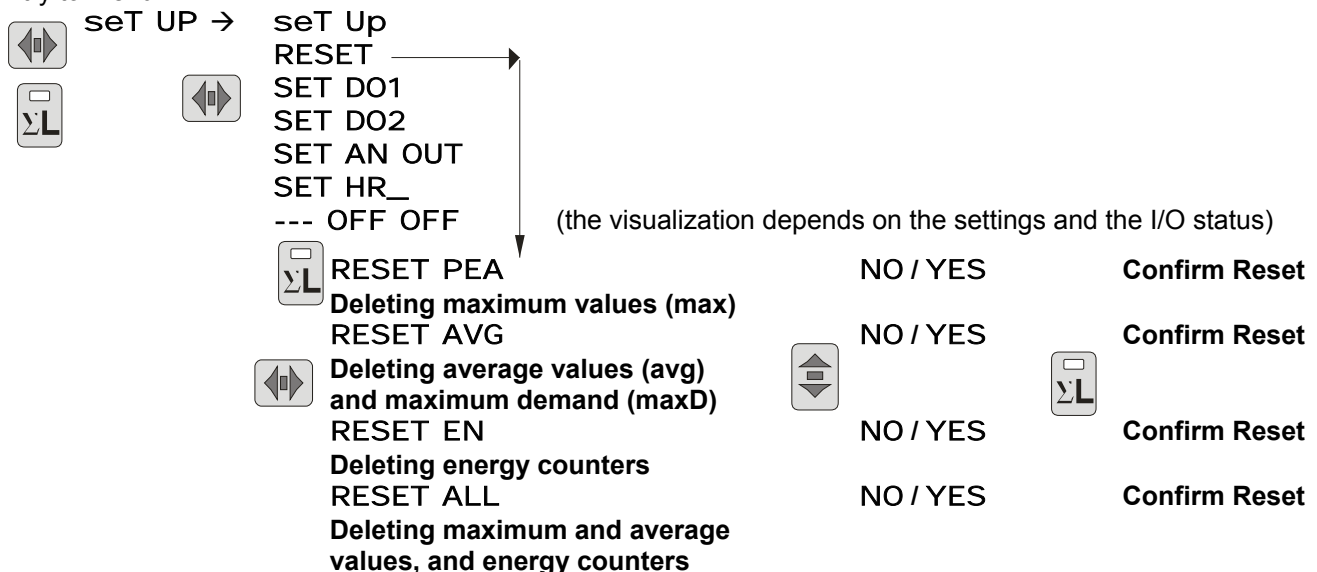 seT UP → seT Up
RESET
ΣL
SET DO1
SET DO2
SET AN OUT
SET HR_
--- OFF OFF (the visualization depends on the settings and the I/O status)
ΣL RESET PEA NO / YES Confirm Reset
Deleting maximum values (max)
RESET AVG NO / YES Confirm Reset
Deleting average values (avg)
and maximum demand (maxD)
ΣL
RESET EN NO / YES Confirm Reset
Deleting energy counters
RESET ALL NO / YES Confirm Reset
Deleting maximum and average
values, and energy counters